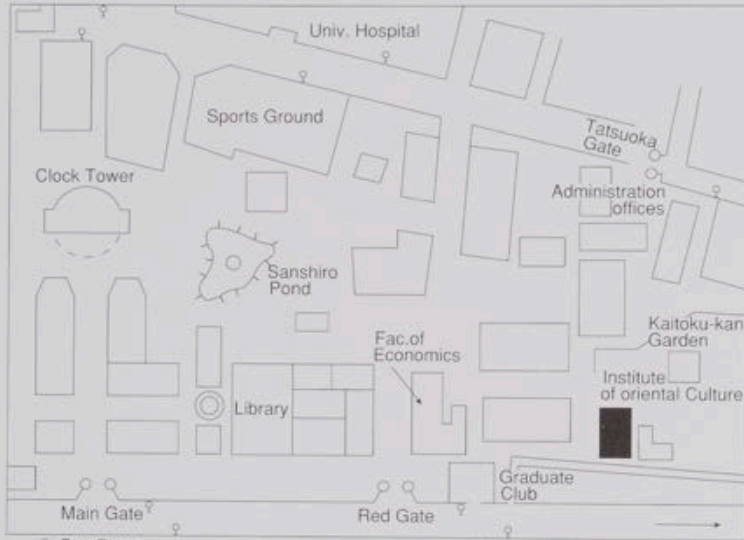 Univ. Hospital
Sports Ground
Tatsuoka
Gate
Clock Tower
Administration
offices
Sanshiro
Pond
Kaitoku-kan
Garden
Fac.of
Economics
Institute
of oriental Culture
Library
Graduate
Club
Main Gate
Red Gate